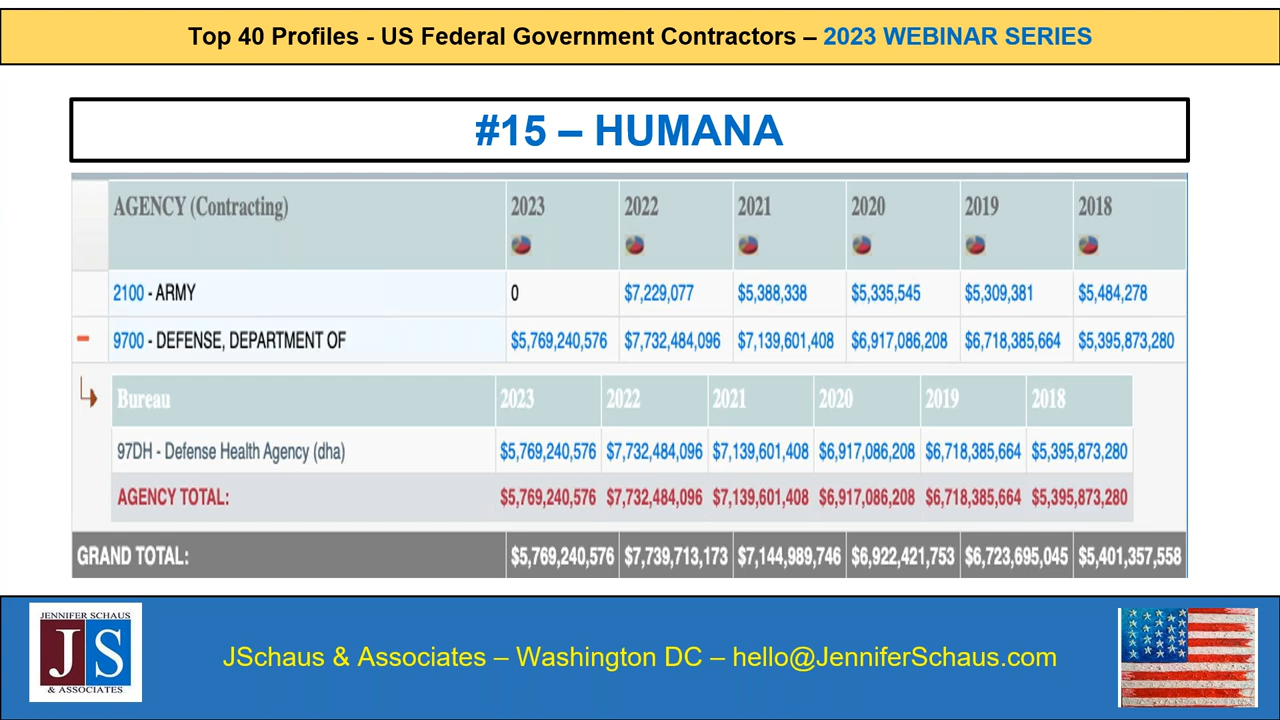 Top 40 Profiles - US Federal Government Contractors – 2023 WEBINAR SERIES
#15 – HUMANA
AGENCY (Contracting) 2023 2022 2021 2020 2019 2018
2100 - ARMY 0 $7,229,077 $5,388,338 $5,335,545 $5,309,381 $5,484,278
9700 - DEFENSE, DEPARTMENT OF $5,769,240,576 $7,732,484,096 $7,139,601,408 $6,917,086,208 $6,718,385,664 $5,395,873,280
Bureau 2023 2022 2021 2020 2019 2018
97DH - Defense Health Agency (dha) $5,769,240,576 $7,732,484,096 $7,139,601,408 $6,917,086,208 $6,718,385,664 $5,395,873,280
AGENCY TOTAL: $5,769,240,576 $7,732,484,096 $7,139,601,408 $6,917,086,208 $6,718,385,664 $5,395,873,280
GRAND TOTAL: $5,769,240,576 $7,739,713,173 $7,144,989,746 $6,922,421,753 $6,723,695,045 $5,401,357,558
JENNIFER SCHAUS
JS
& ASSOCIATES
JSchaus & Associates – Washington DC – hello@JenniferSchaus.com